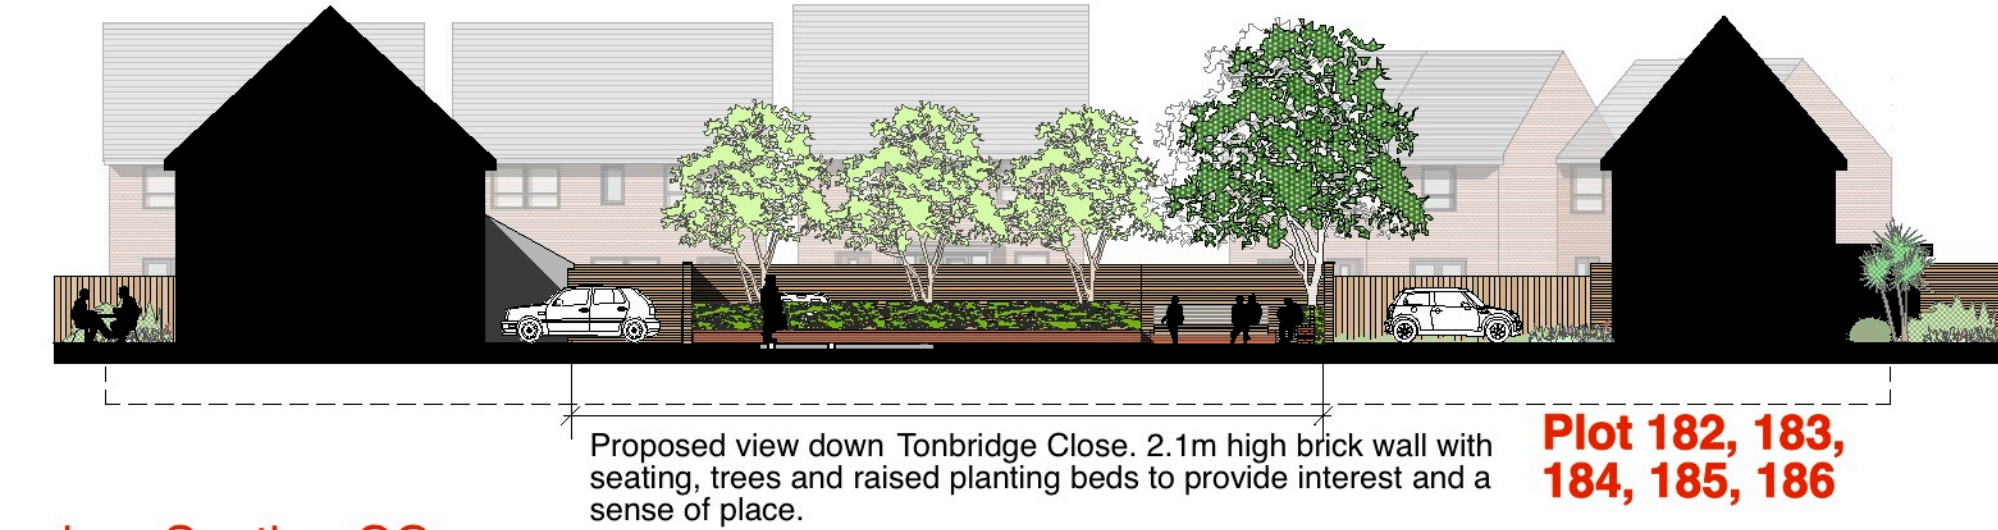 Proposed view down Tonbridge Close. 2.1m high brick wall with
seating, trees and raised planting beds to provide interest and a
sense of place.
Plot 182, 183,
184, 185, 186